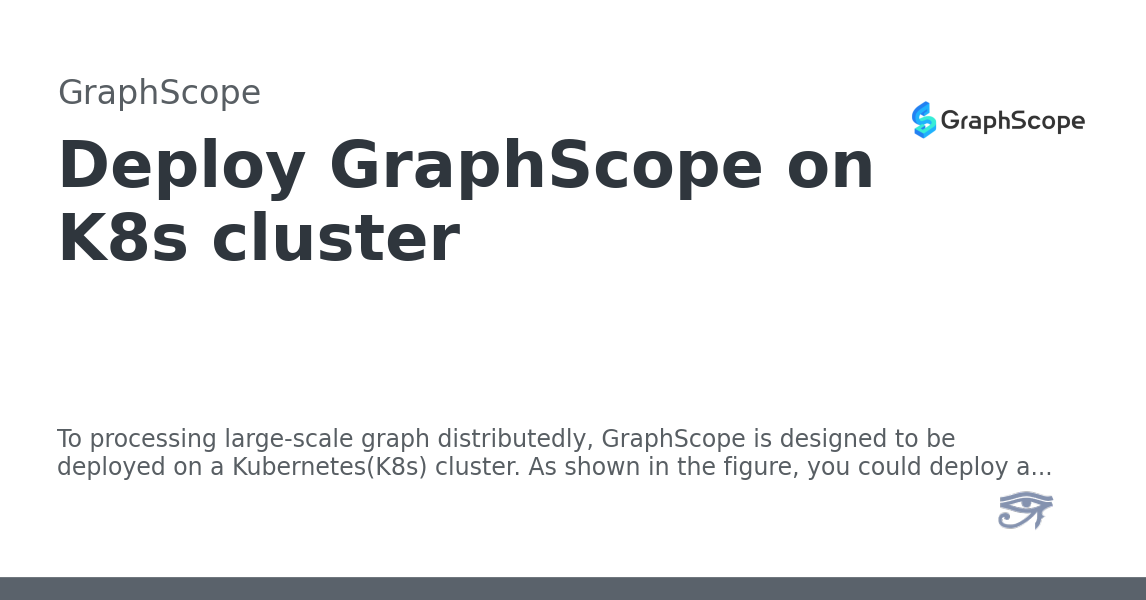 GraphScope
GraphScope
Deploy GraphScope on
K8s cluster
To processing large-scale graph distributedly, GraphScope is designed to be
deployed on a Kubernetes(K8s) cluster. As shown in the figure, you could deploy a...